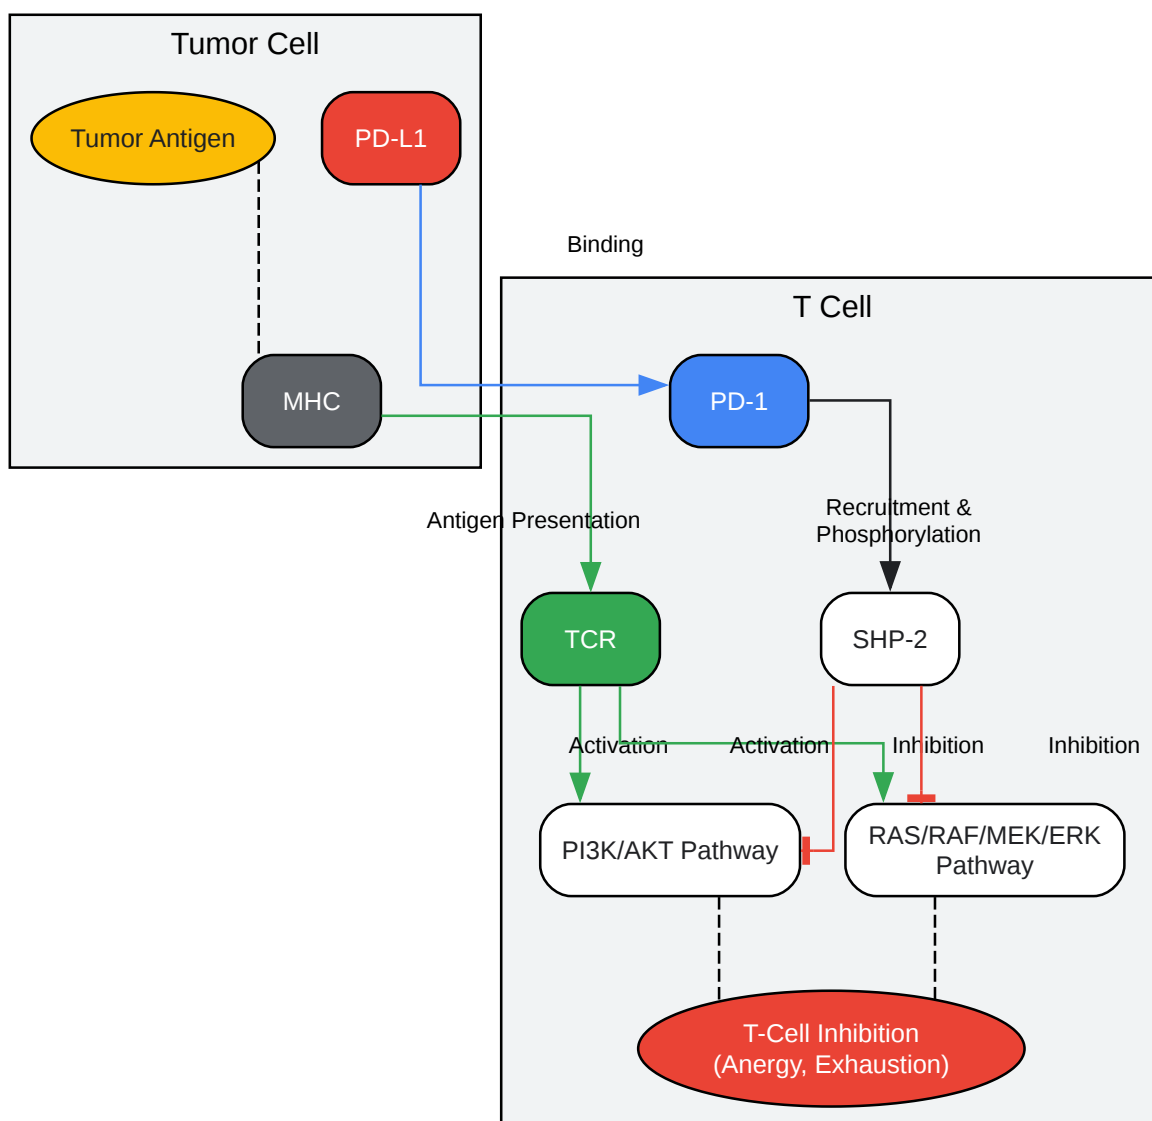 Tumor Cell
Tumor Antigen
PD-L1
Binding
T Cell
MHC
PD-1
Antigen Presentation
Recruitment &
Phosphorylation
TCR
SHP-2
Activation
Activation
Inhibition
Inhibition
PI3K/AKT Pathway
RAS/RAF/MEK/ERK
Pathway
T-Cell Inhibition
(Anergy, Exhaustion)